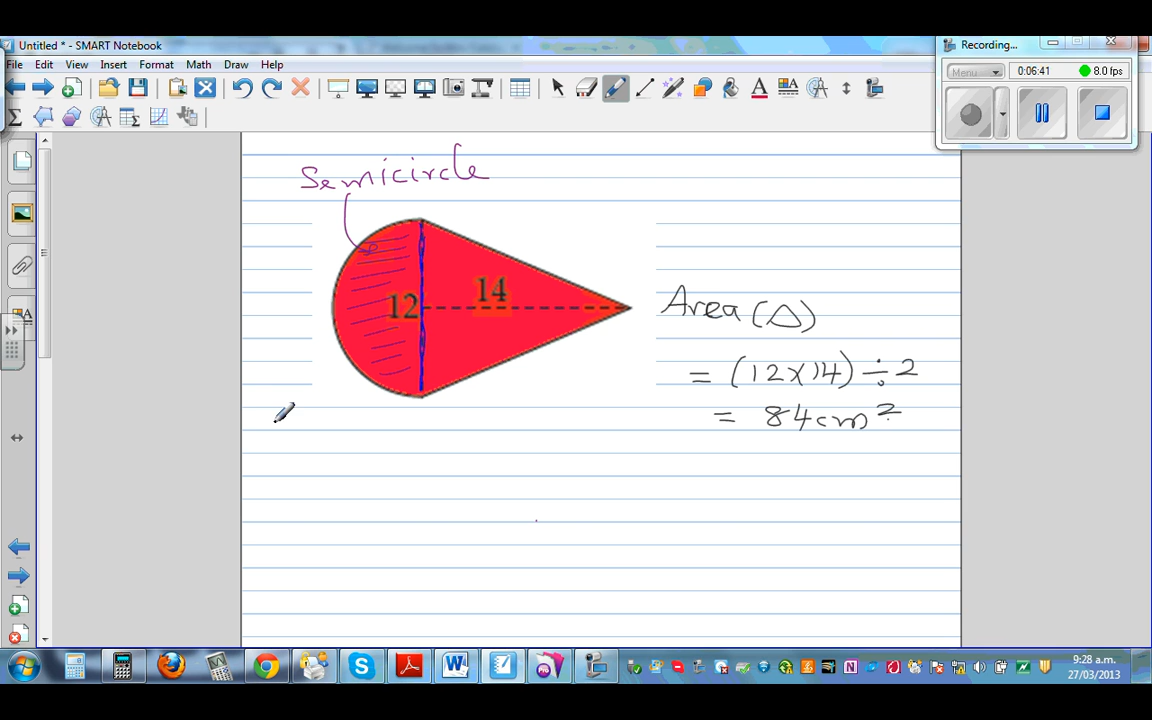 Untitled * - SMART Notebook
Recording...
File Edit View Insert Format Math Draw Help
Menu
0:06:41
8.0 fps
Semicircle
12
14
Area (△)
= (12×14) ÷ 2
= 84cm²
9:28 a.m.
27/03/2013